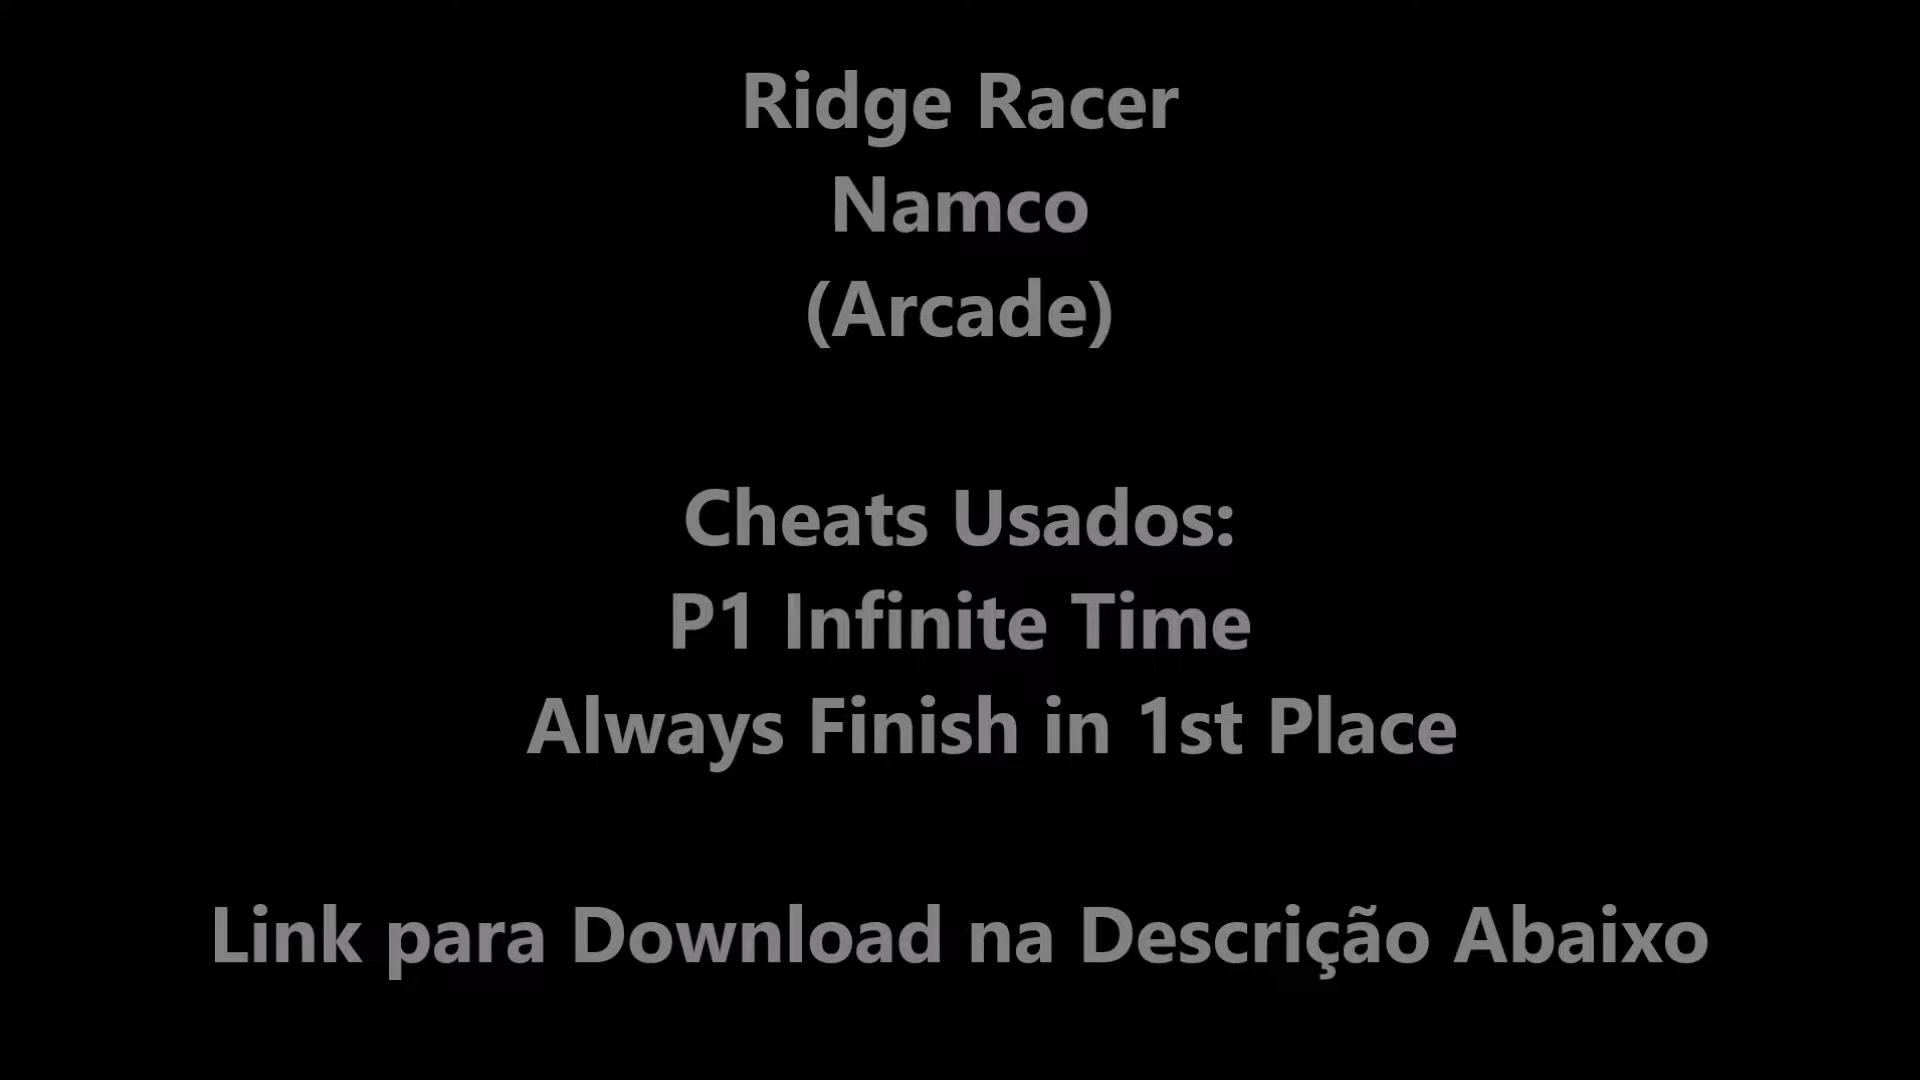 Ridge Racer
Namco
(Arcade)
Cheats Usados:
P1 Infinite Time
Always Finish in 1st Place
Link para Download na Descrição Abaixo